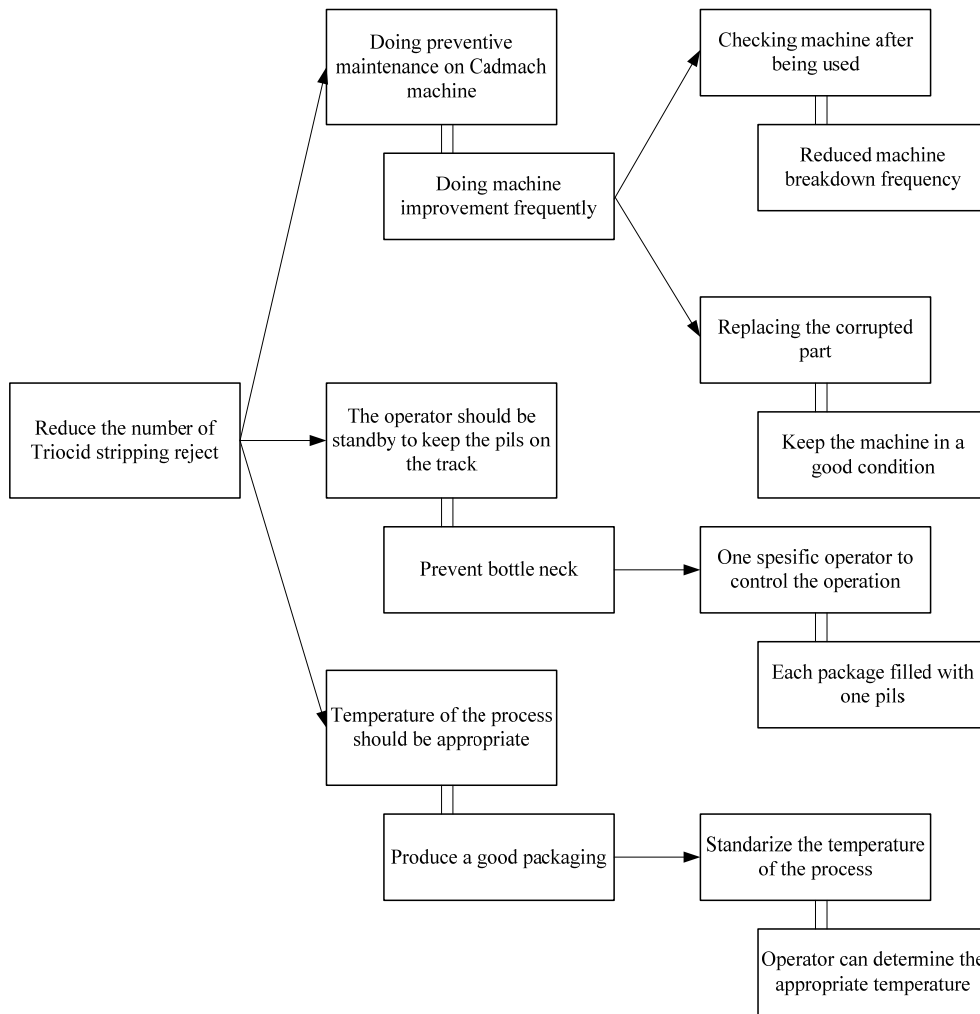 Doing preventive
maintenance on Cadmach
machine
Doing machine
improvement frequently
Checking machine after
being used
Reduced machine
breakdown frequency
Replacing the corrupted
part
Keep the machine in a
good condition
Reduce the number of
Triocid stripping reject
The operator should be
standby to keep the pils on
the track
Prevent bottle neck
One spesific operator to
control the operation
Each package filled with
one pils
Temperature of the process
should be appropriate
Produce a good packaging
Standarize the temperature
of the process
Operator can determine the
appropriate temperature